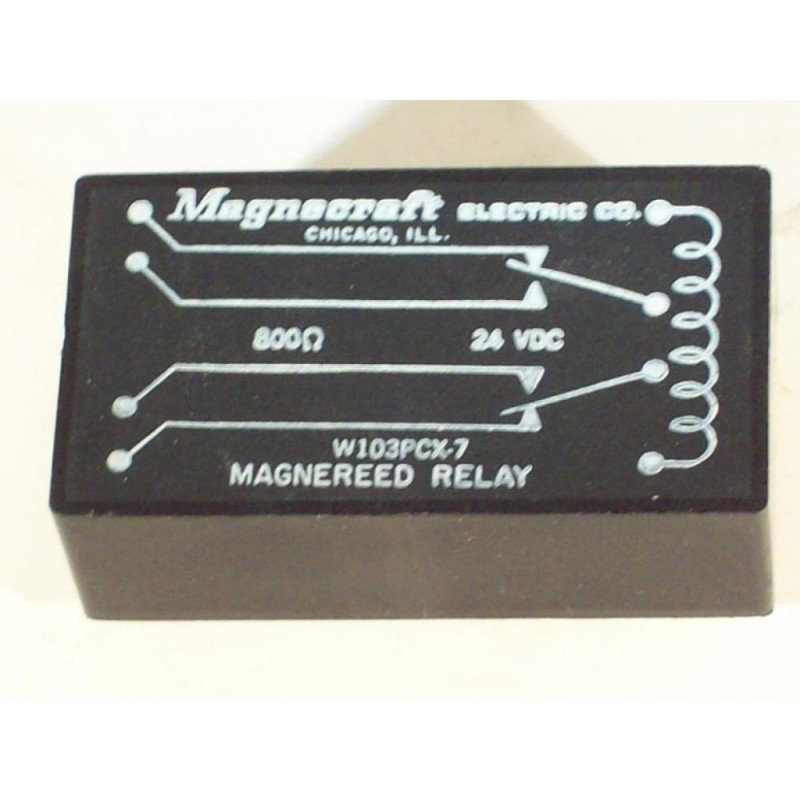 Magnecraft ELECTRIC CO.
CHICAGO, ILL.
800Ω 24 VDC
W103PCX-7
MAGNEREED RELAY